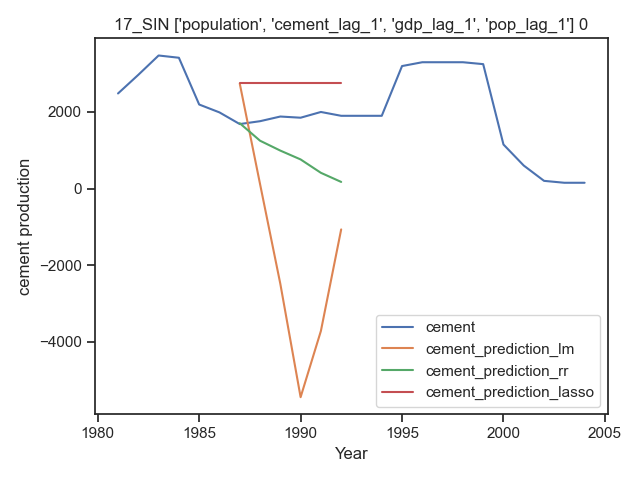 17_SIN ['population', 'cement_lag_1', 'gdp_lag_1', 'pop_lag_1'] 0
cement production
2000
0
−2000
−4000
1980
1985
1990
1995
2000
2005
Year
cement
cement_prediction_lm
cement_prediction_rr
cement_prediction_lasso